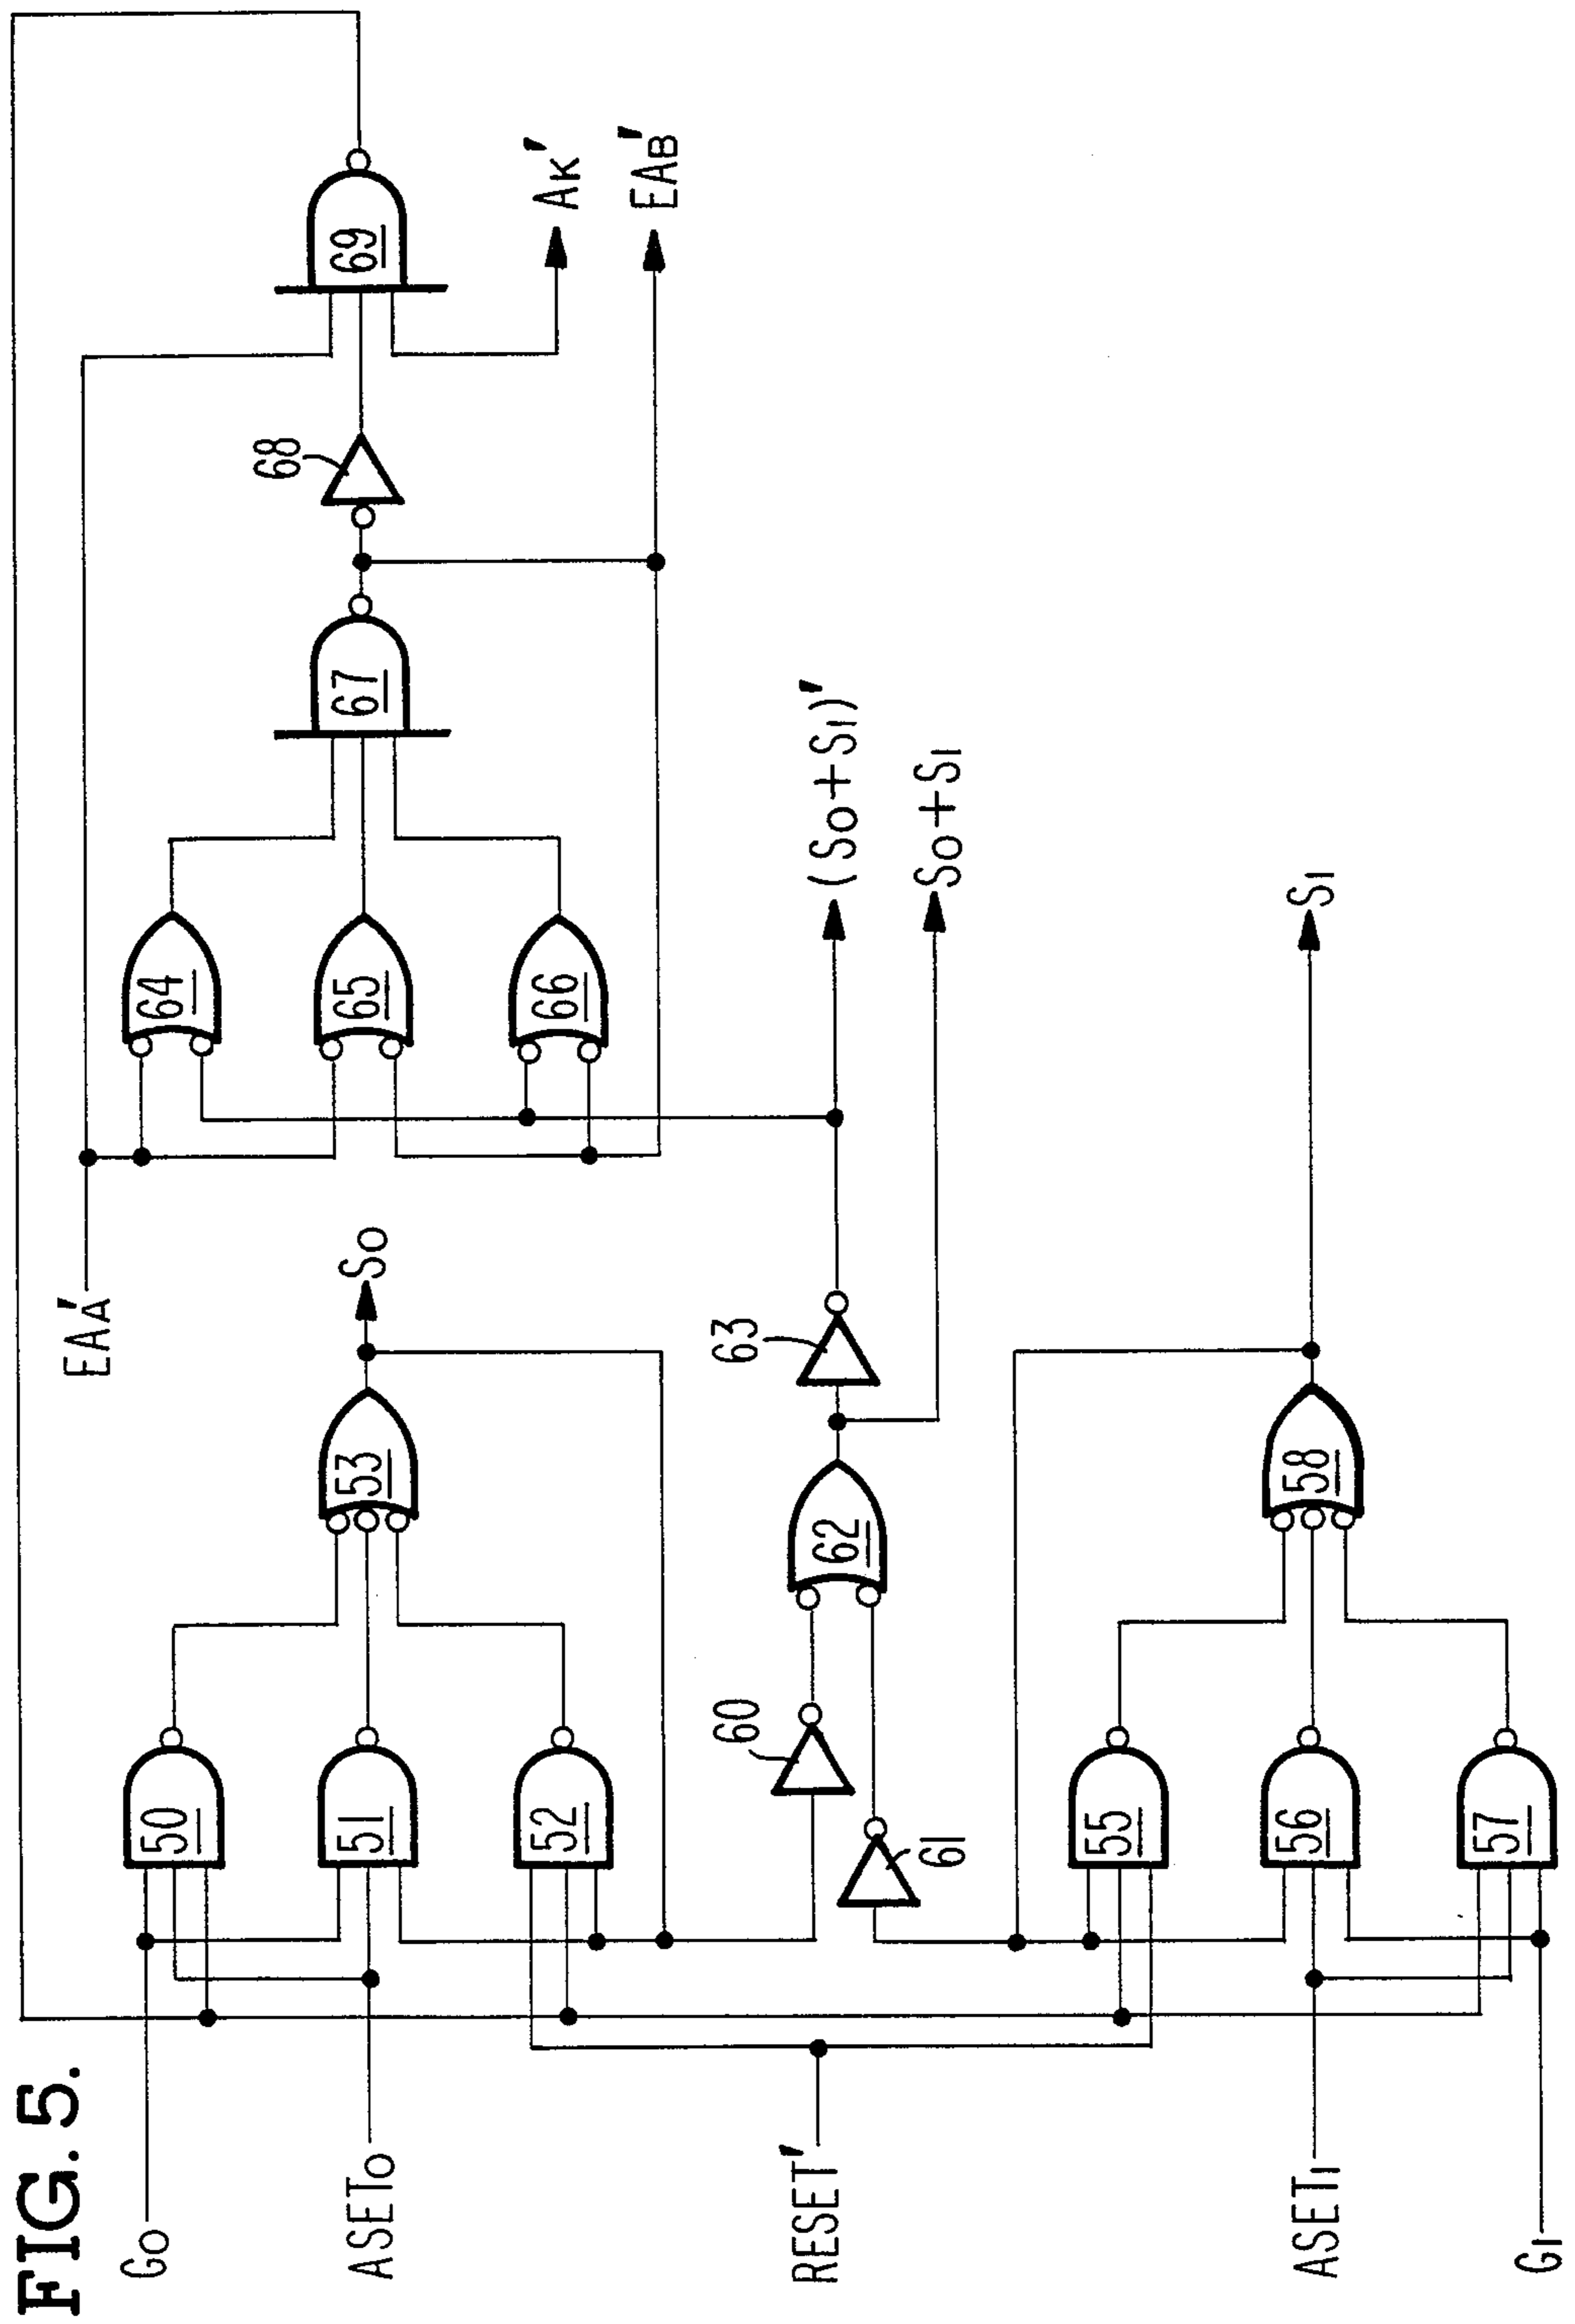 FIG. 5.
G0
ASET0
RESET'
ASET1
G1
50
51
52
53
S0
60
61
62
63
(S0+S1)'
S0+S1
55
56
57
58
S1
EAA'
64
65
66
67
68
69
AK'
EAB'